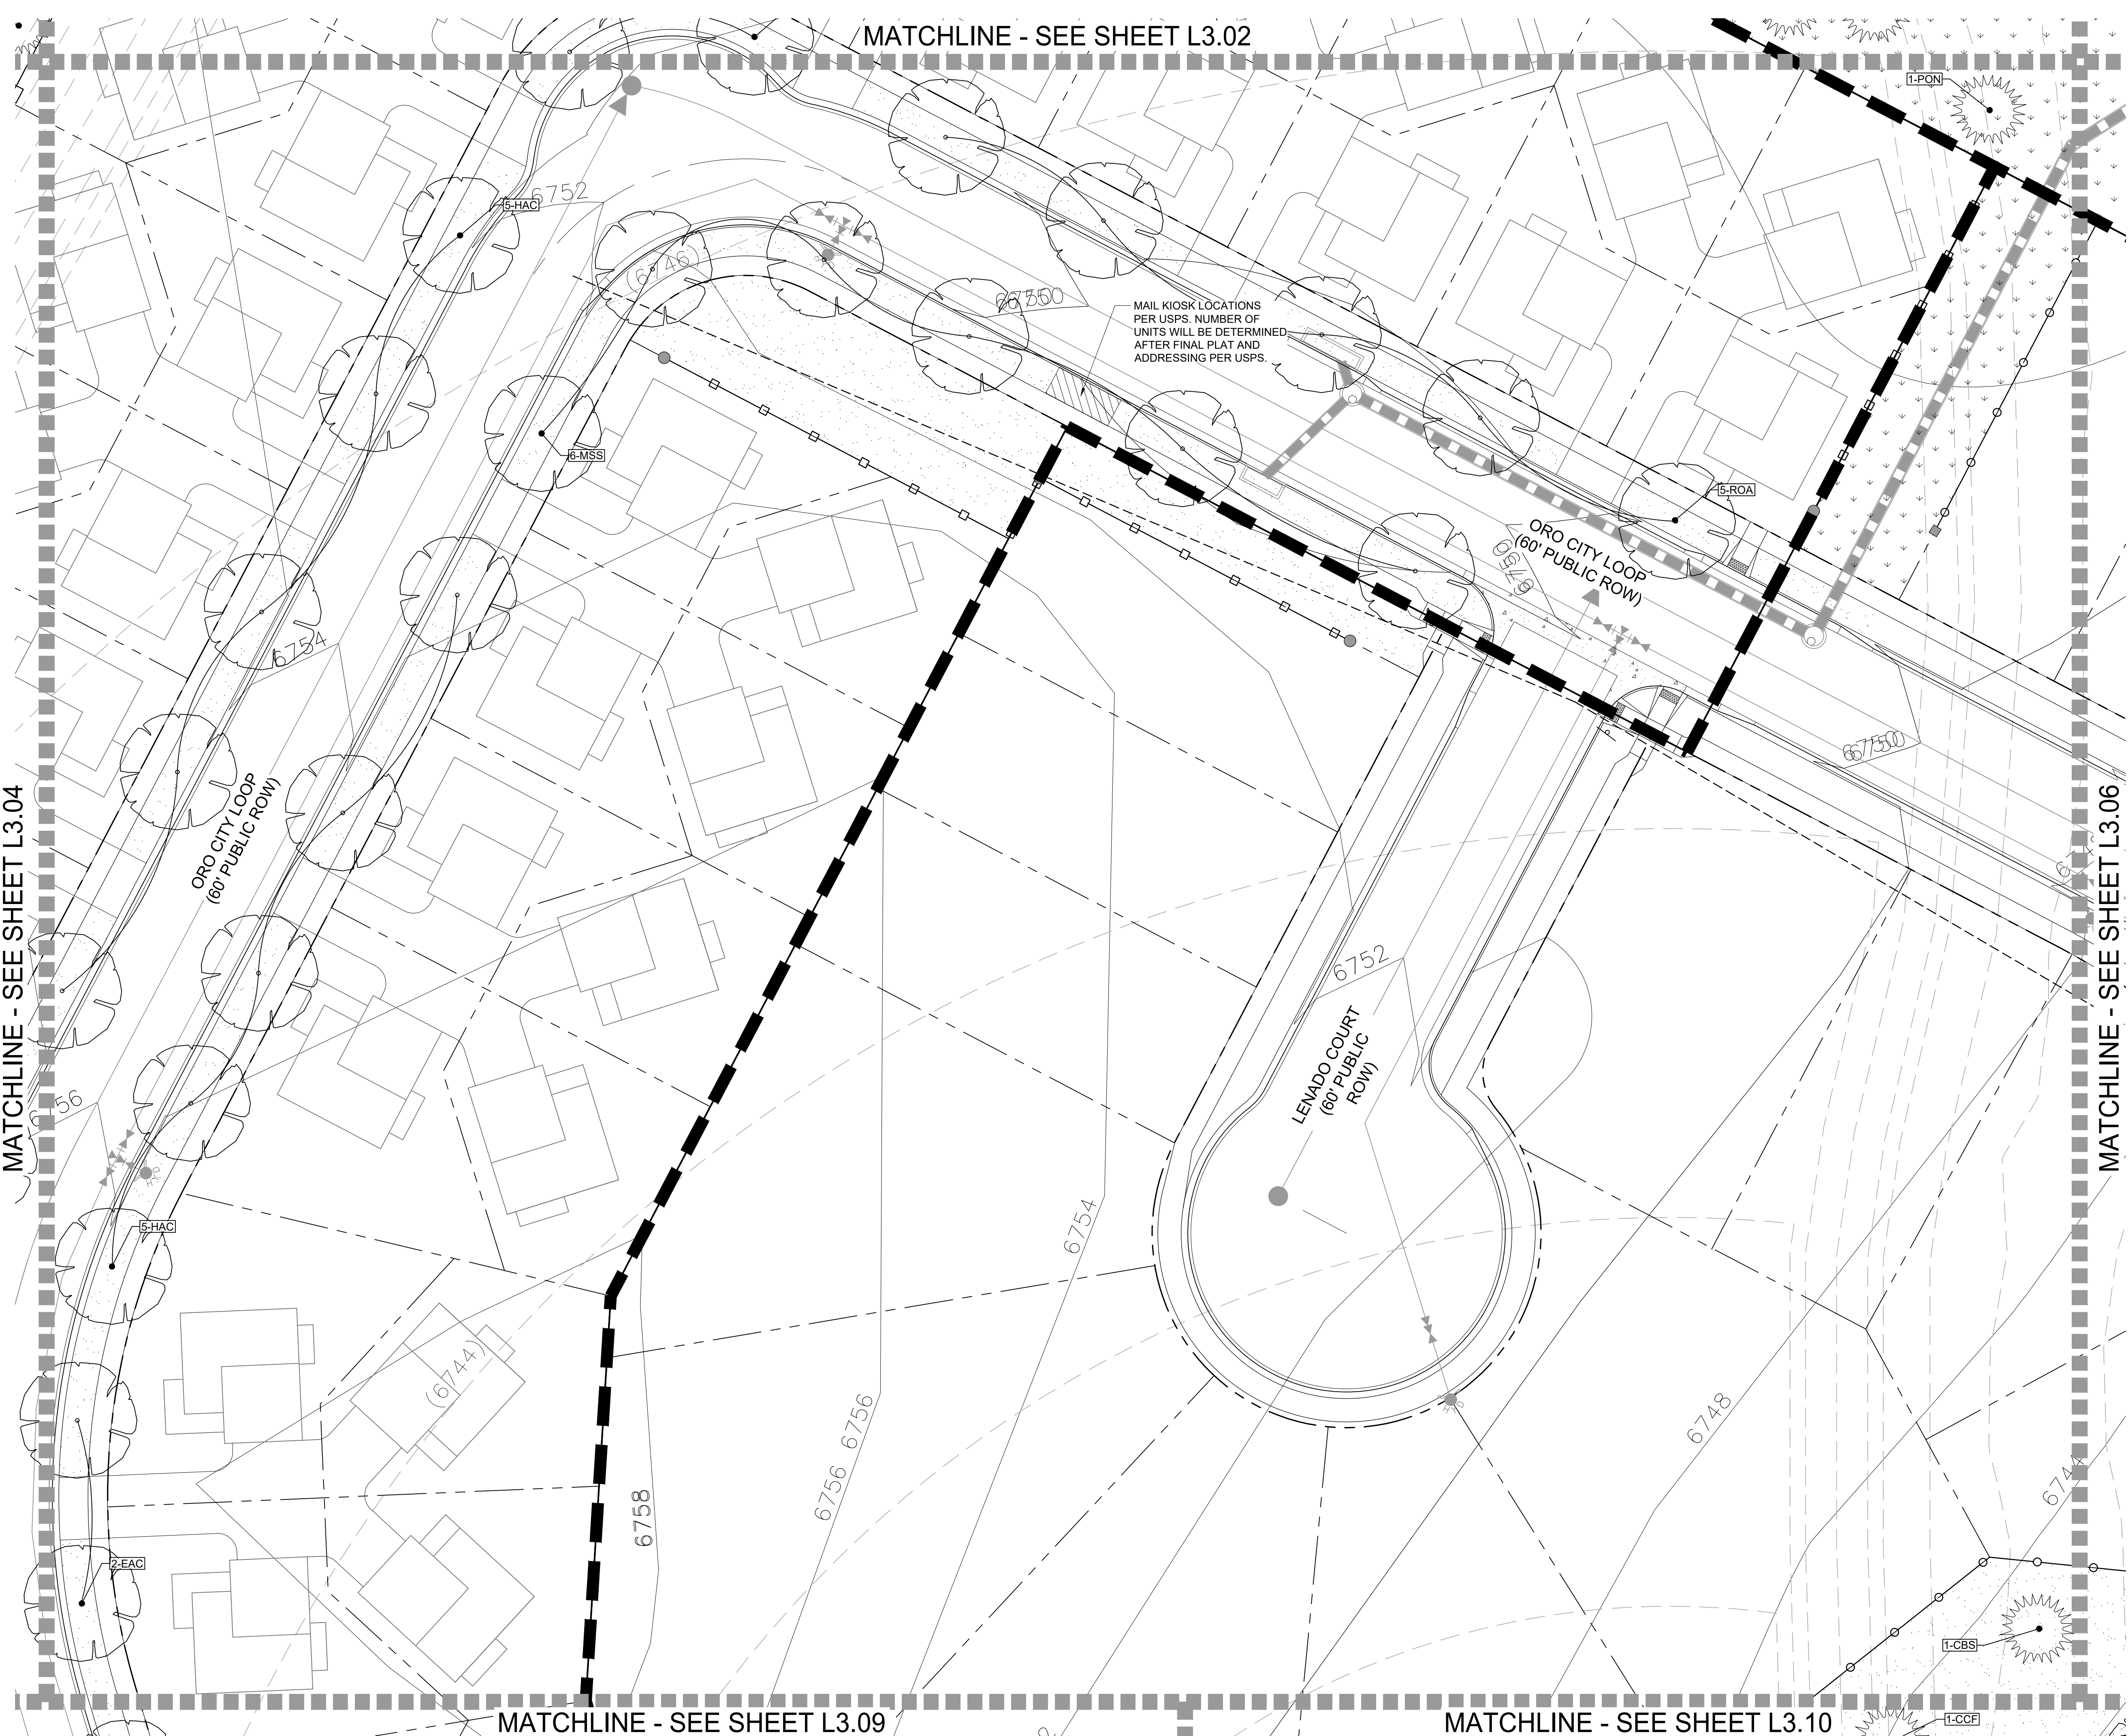 MATCHLINE - SEE SHEET L3.02
1-PON
5-HAC
6752
(6746)
MAIL KIOSK LOCATIONS
PER USPS. NUMBER OF
UNITS WILL BE DETERMINED
AFTER FINAL PLAT AND
ADDRESSING PER USPS.
6-MSS
5-ROA
ORO CITY LOOP
(60' PUBLIC ROW)
6754
6750
ORO CITY LOOP
(60' PUBLIC ROW)
MATCHLINE - SEE SHEET L3.04
MATCHLINE - SEE SHEET L3.06
6752
LENADO COURT
(60' PUBLIC
ROW)
5-HAC
6754
(6744)
6756
6756
6748
6758
2-EAC
1-CBS
MATCHLINE - SEE SHEET L3.09
MATCHLINE - SEE SHEET L3.10
1-CCF